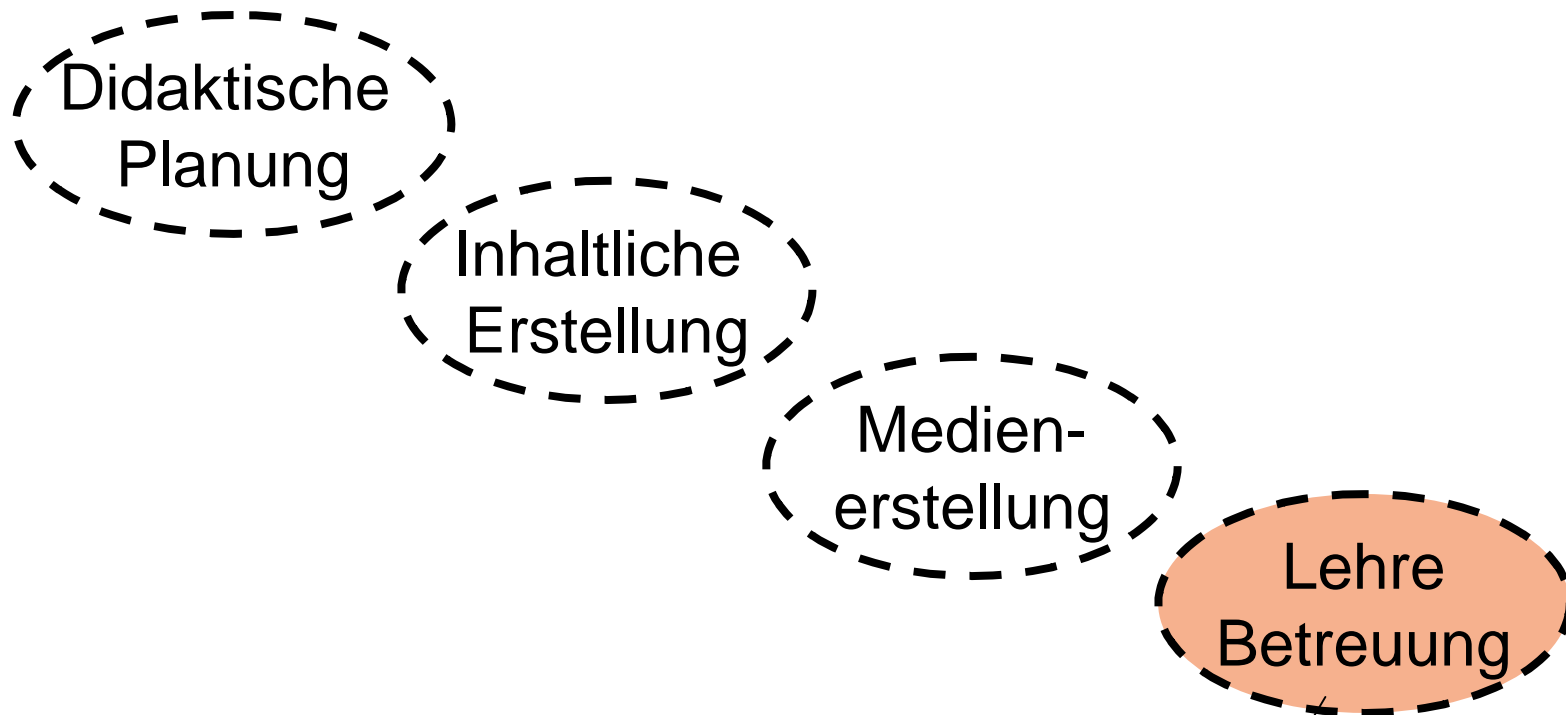 Didaktische
Planung
Inhaltliche
Erstellung
Medien-
erstellung
Lehre
Betreuung